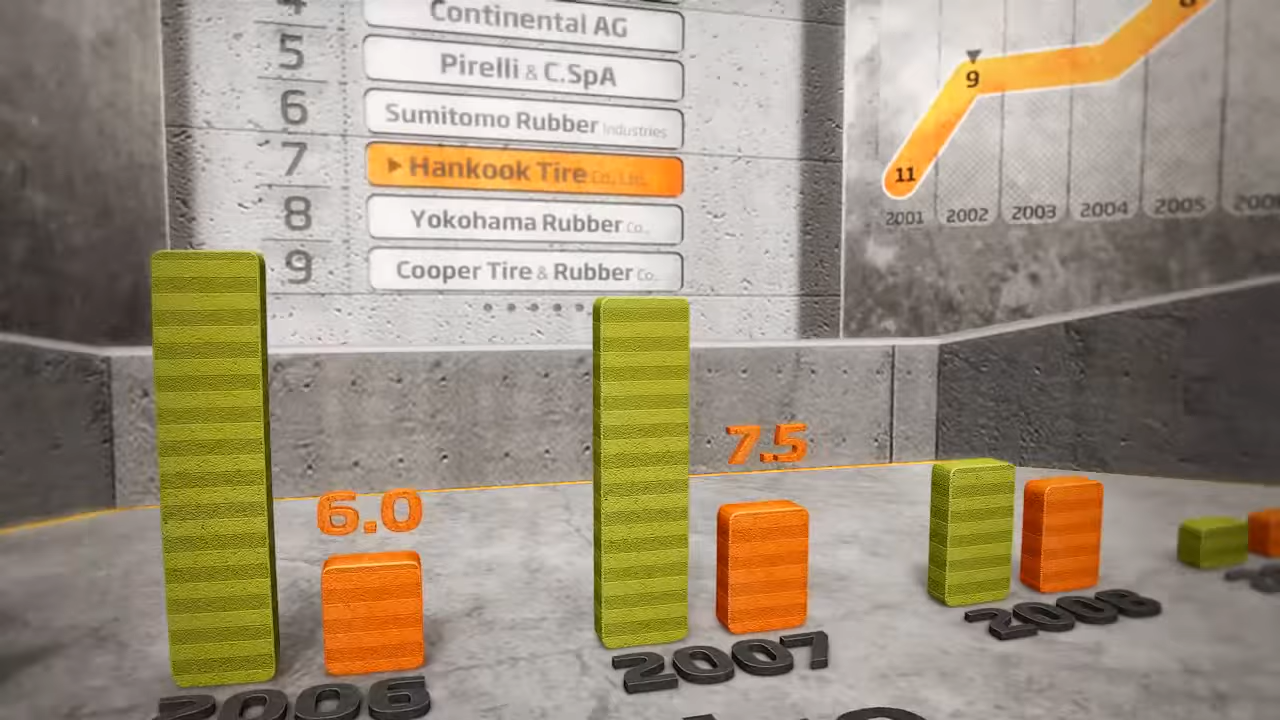 4
Continental AG
5
Pirelli & C.SpA
6
Sumitomo Rubber Industries
7
Hankook Tire Co., Ltd.
8
Yokohama Rubber Co.,
9
Cooper Tire & Rubber Co.
9
11
2001 2002 2003 2004 2005
6.0
7.5
2006
2007
2008